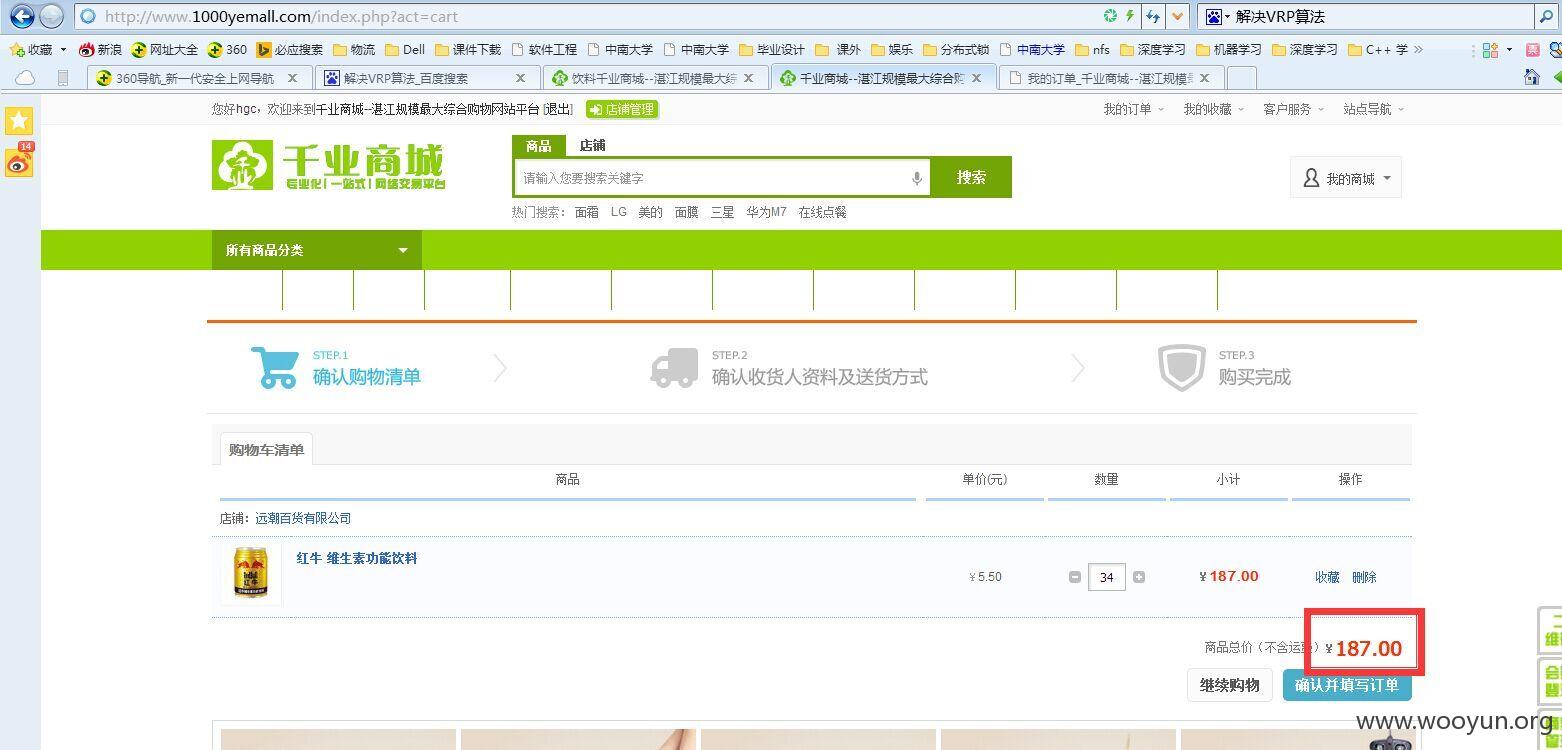 http://www.1000yemall.com/index.php?act=cart
解决VRP算法
收藏 新浪 网址大全 360 必应搜索 物流 Dell 课件下载 软件工程 中南大学 中南大学 毕业设计 课外 娱乐 分布式锁 中南大学 nfs 深度学习 机器学习 深度学习 C++ 学 »
360导航_新一代安全上网导航 解决VRP算法_百度搜索 饮料千业商城--湛江规模最大综 千业商城--湛江规模最大综合购 我的订单_千业商城--湛江规模
您好hgc，欢迎来到千业商城--湛江规模最大综合购物网站平台 [退出] 店铺管理
我的订单 我的收藏 客户服务 站点导航
14
千业商城
专业化|一站式|网络交易平台
商品 店铺
请输入您要搜索关键字
搜索
我的商城
热门搜索： 面霜 LG 美的 面膜 三星 华为M7 在线点餐
所有商品分类
STEP.1
确认购物清单
STEP.2
确认收货人资料及送货方式
STEP.3
购买完成
购物车清单
商品 单价(元) 数量 小计 操作
店铺：远潮百货有限公司
红牛 维生素功能饮料
¥5.50 34 ¥187.00 收藏 删除
商品总价（不含运费）¥187.00
继续购物 确认并填写订单
www.wooyun.org